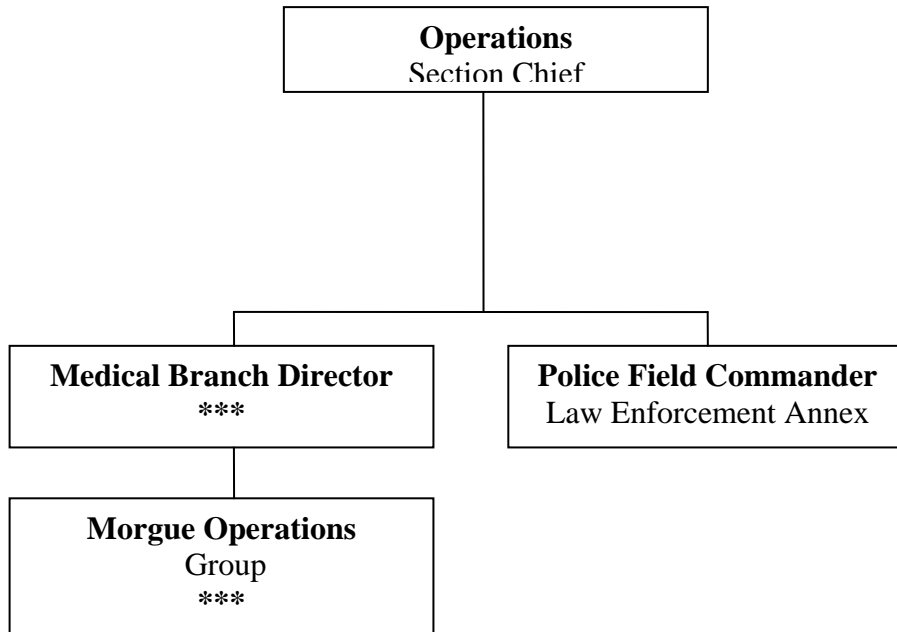 Operations
Section Chief
Medical Branch Director
***
Police Field Commander
Law Enforcement Annex
Morgue Operations
Group
***